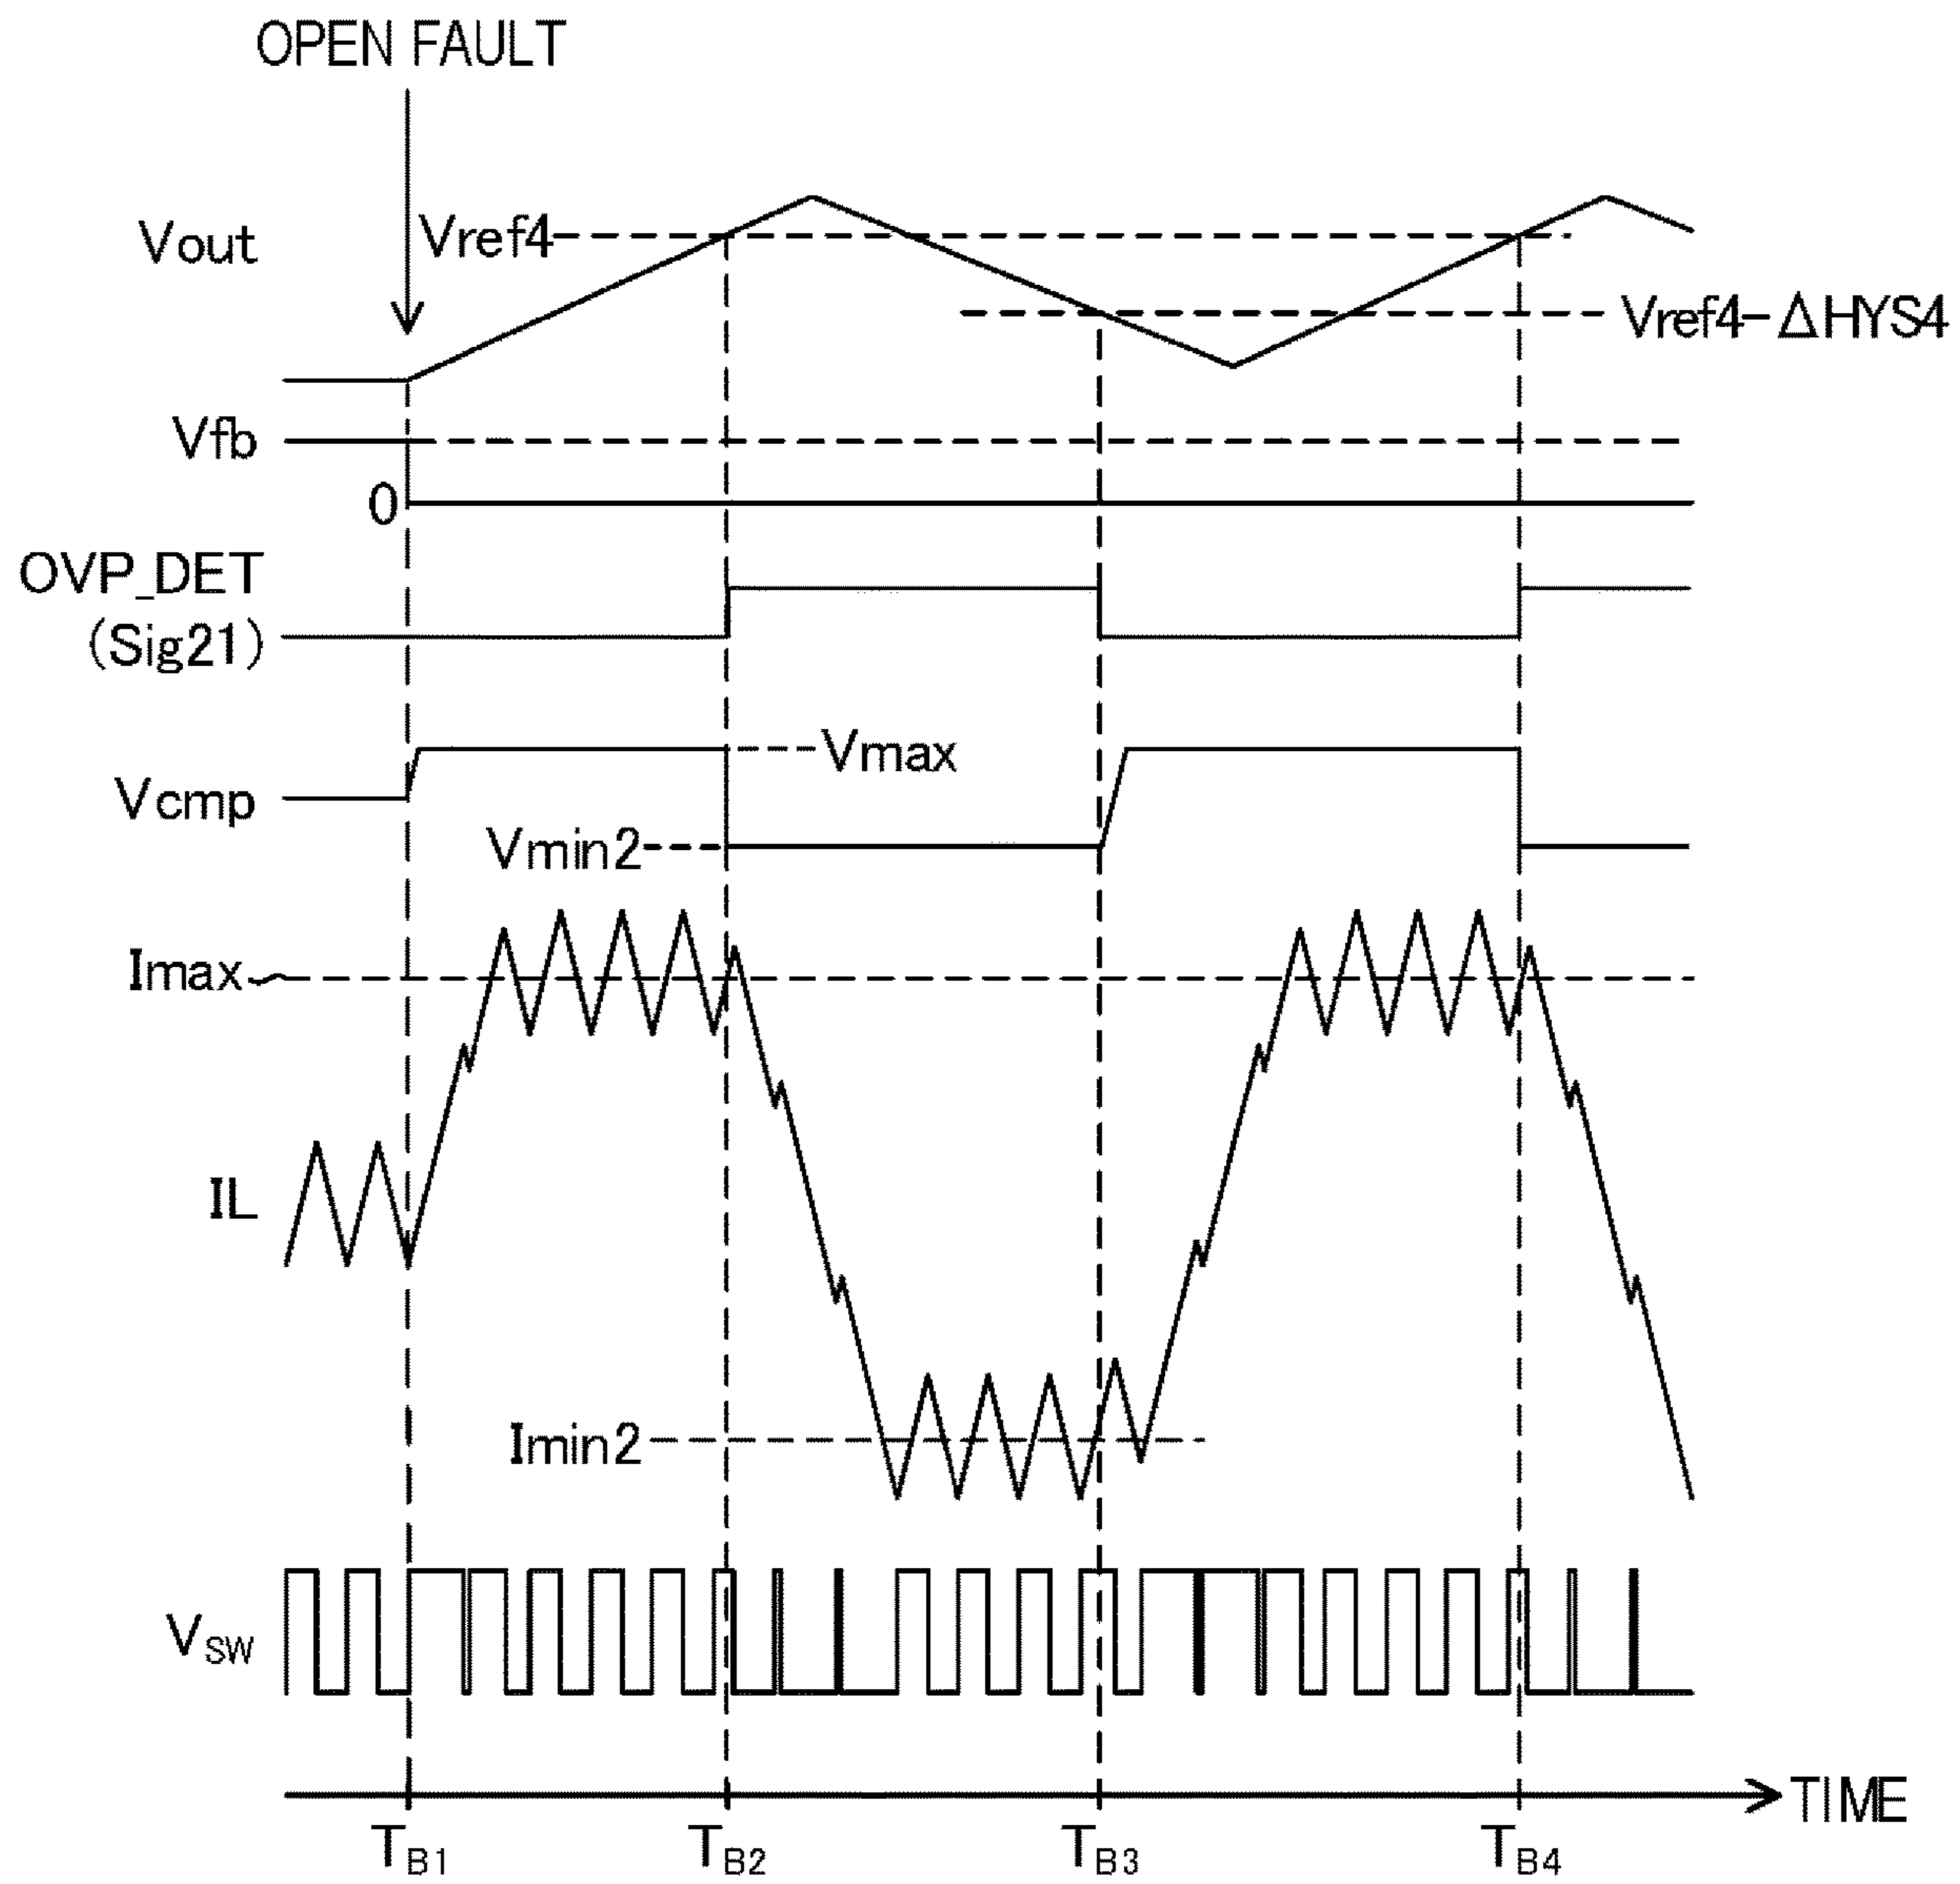 OPEN FAULT
Vout
Vref4
Vref4-ΔHYS4
Vfb
0
OVP_DET
(Sig21)
Vmax
Vcmp
Vmin2
Imax
IL
Imin2
VSW
TIME
TB1
TB2
TB3
TB4